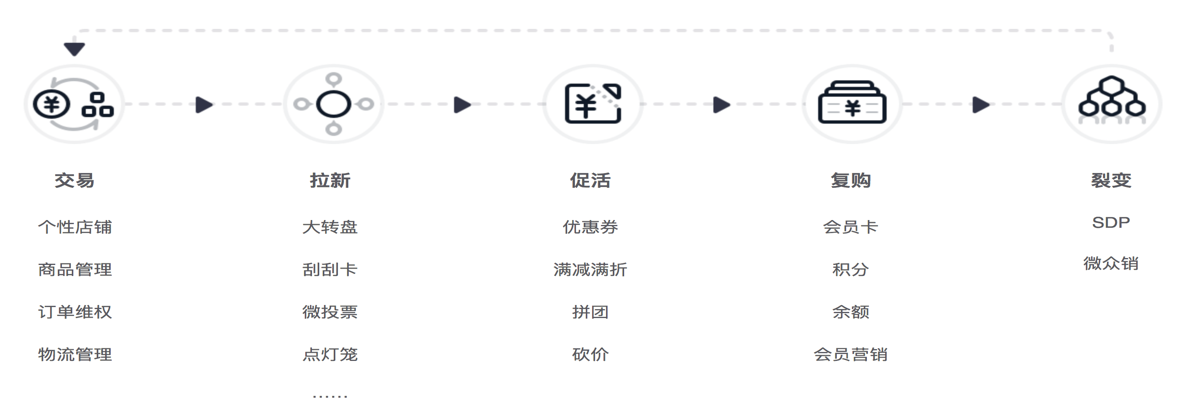 交易
个性店铺
商品管理
订单维权
物流管理
拉新
大转盘
刮刮卡
微投票
点灯笼
……
促活
优惠券
满减满折
拼团
砍价
复购
会员卡
积分
余额
会员营销
裂变
SDP
微众销
¥
¥
¥